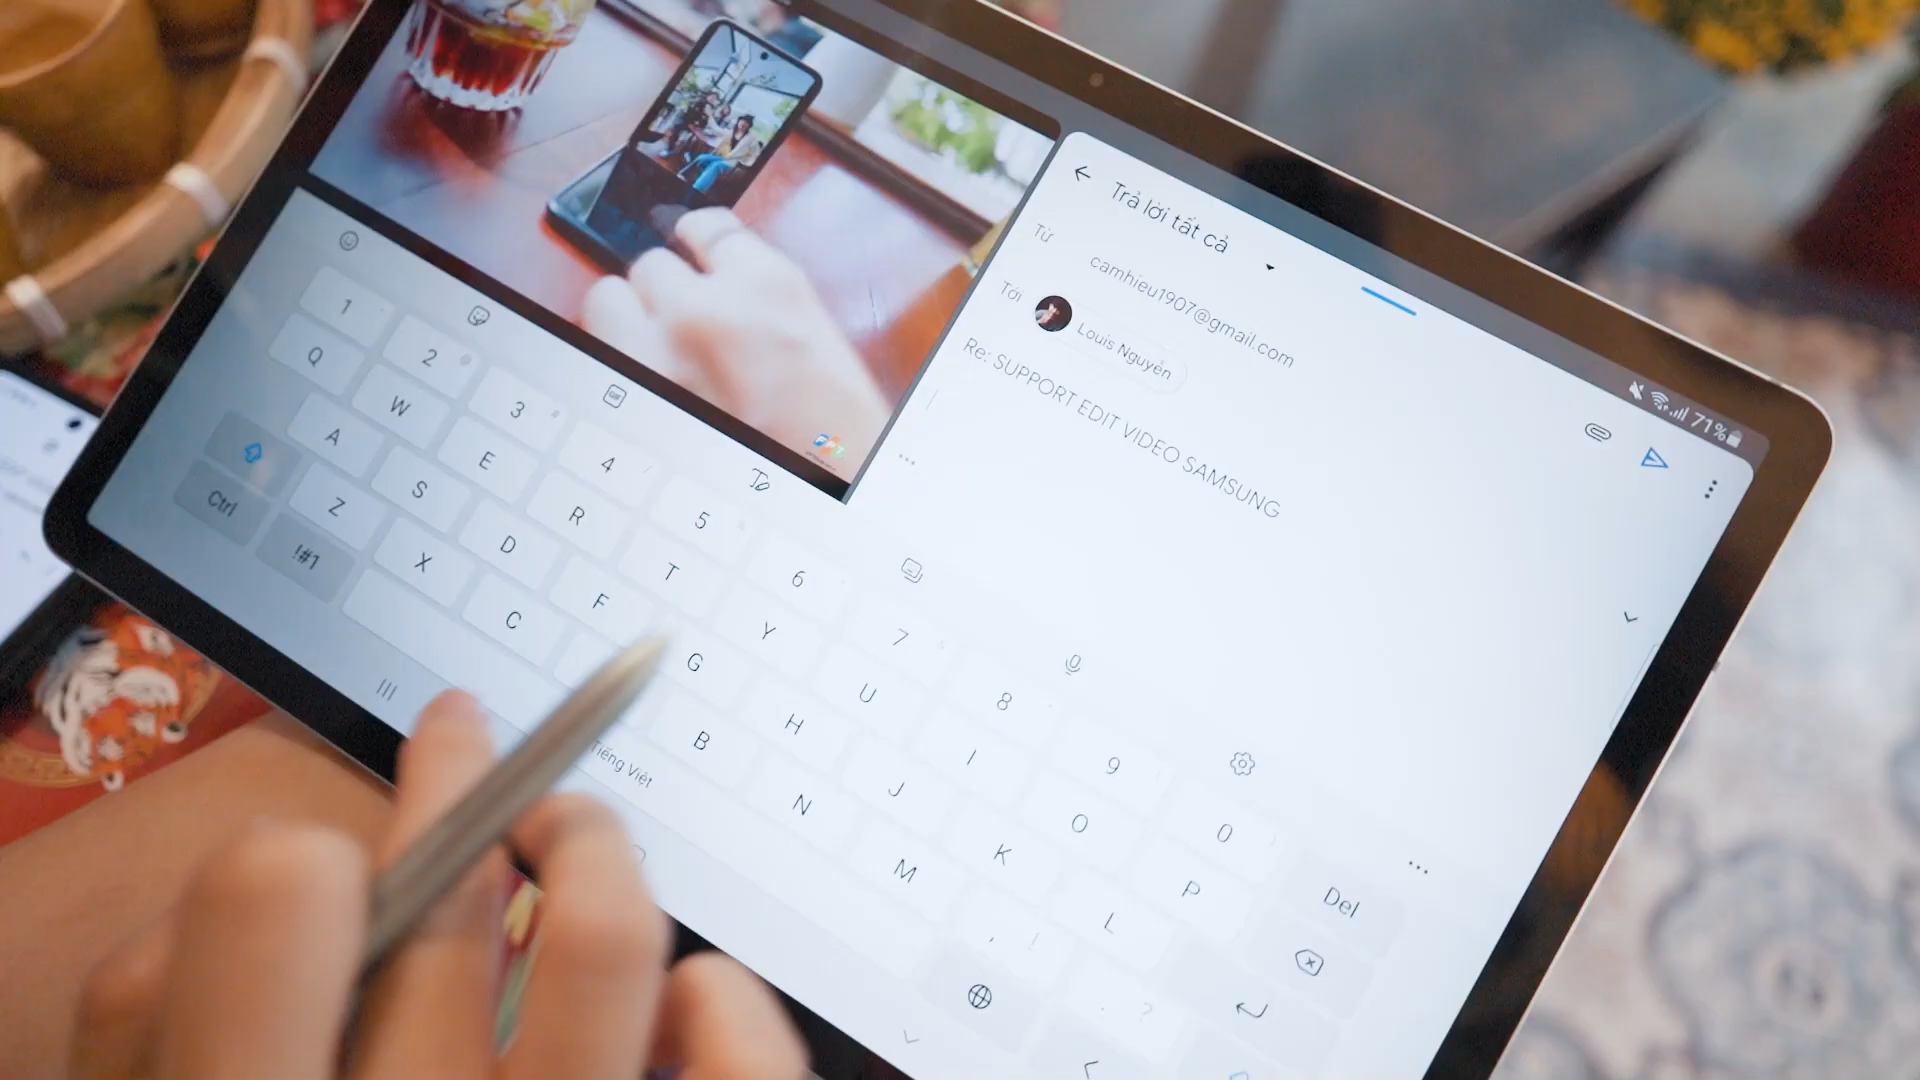 71%
Trả lời tất cả
Từ
camhieu1907@gmail.com
Tới
Louis Nguyễn
Re: SUPPORT EDIT VIDEO SAMSUNG
GIF
1 2 3 4 5 6 7 8 9 0 Del
Q W E R T Y U I O P
A S D F G H J K L
Z X C B N M , ! . ?
Ctrl !#1 Tiếng Việt